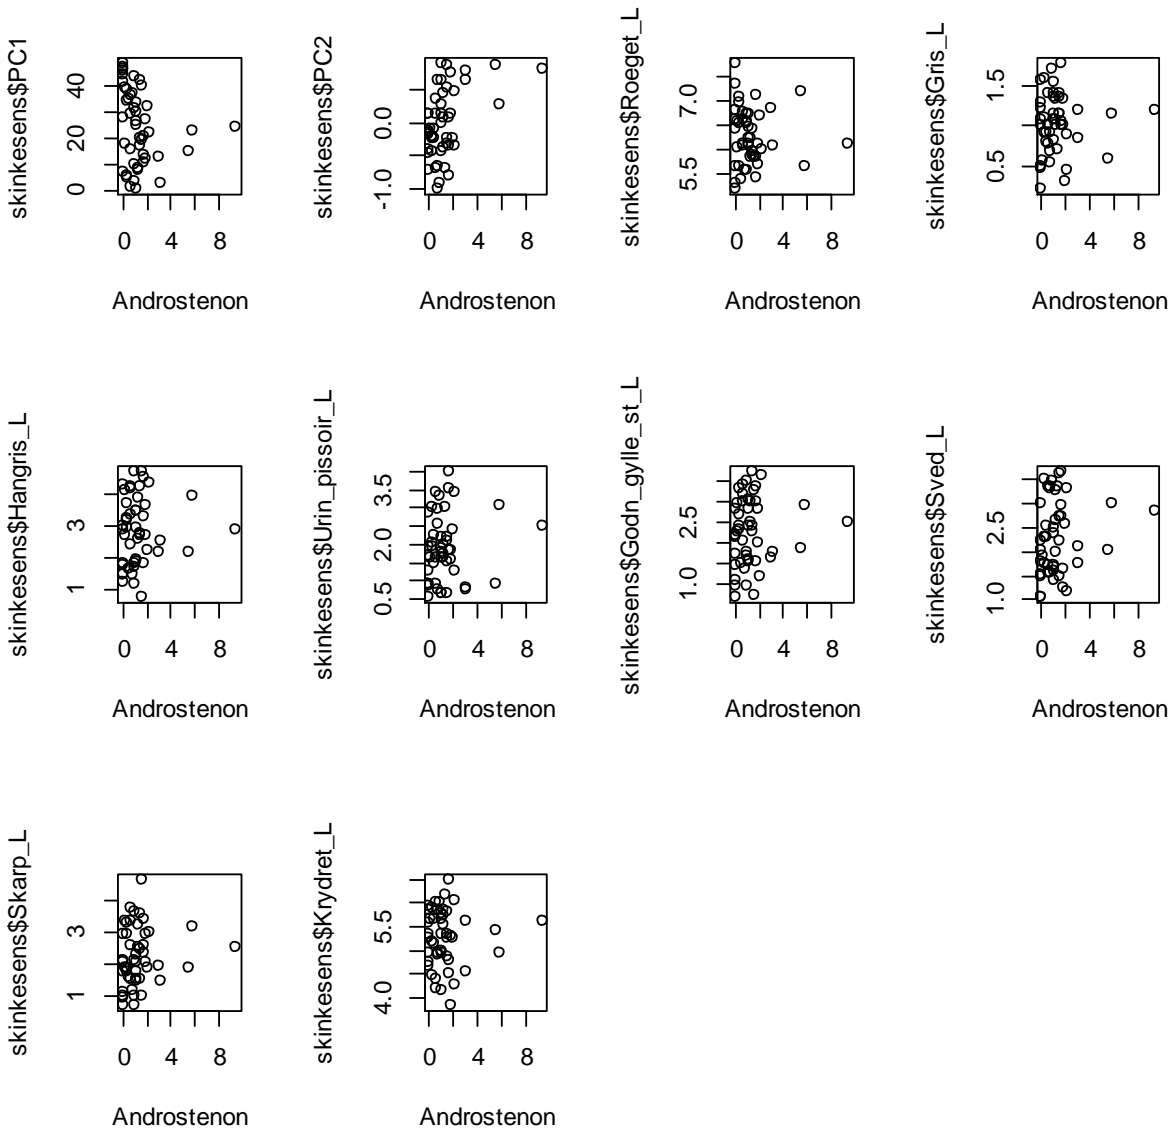 skinkesens$PC1
0 20 40
0 4 8
Androstenon
skinkesens$PC2
-1.0 0.0
0 4 8
Androstenon
skinkesens$Roeget_L
5.5 7.0
0 4 8
Androstenon
skinkesens$Gris_L
0.5 1.5
0 4 8
Androstenon
skinkesens$Hangris_L
1 3
0 4 8
Androstenon
skinkesens$Urin_pissoir_L
0.5 2.0 3.5
0 4 8
Androstenon
skinkesens$Godn_gylle_st_L
1.0 2.5
0 4 8
Androstenon
skinkesens$Sved_L
1.0 2.5
0 4 8
Androstenon
skinkesens$Skarp_L
1 3
0 4 8
Androstenon
skinkesens$Krydret_L
4.0 5.5
0 4 8
Androstenon